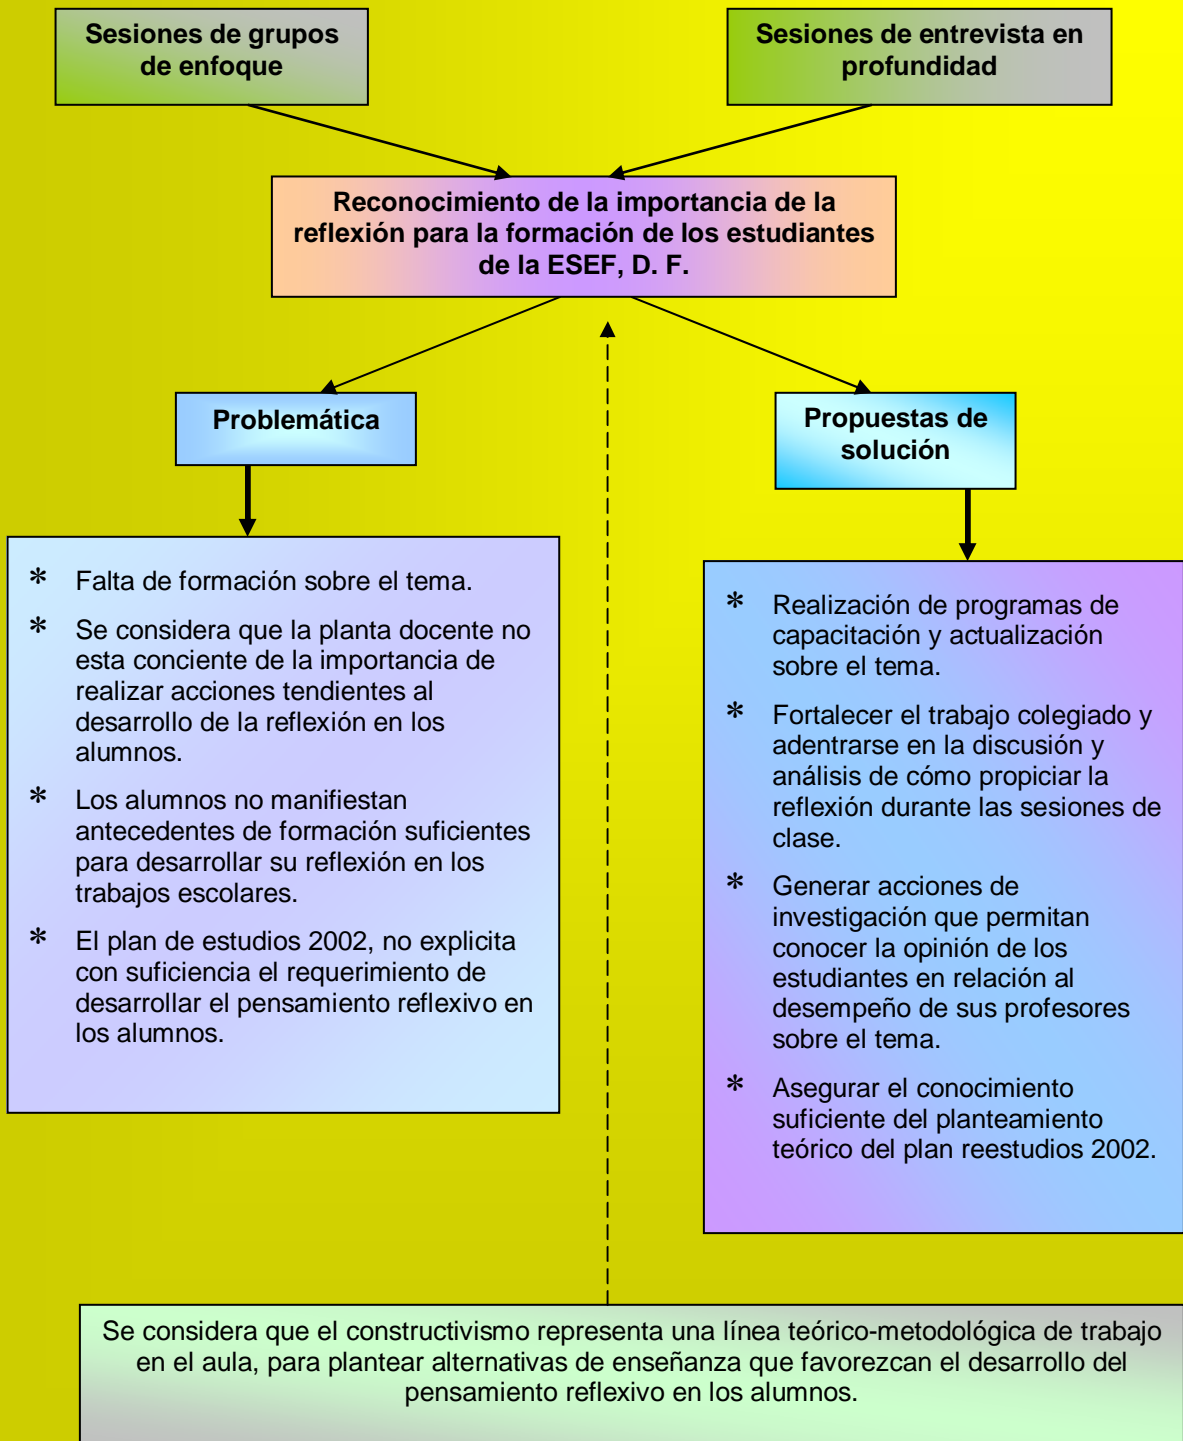 Sesiones de grupos
de enfoque
Sesiones de entrevista en
profundidad
Reconocimiento de la importancia de la
reflexión para la formación de los estudiantes
de la ESEF, D. F.
Problemática
Propuestas de
solución
* Falta de formación sobre el tema.
* Se considera que la planta docente no
esta conciente de la importancia de
realizar acciones tendientes al
desarrollo de la reflexión en los
alumnos.
* Los alumnos no manifiestan
antecedentes de formación suficientes
para desarrollar su reflexión en los
trabajos escolares.
* El plan de estudios 2002, no explicita
con suficiencia el requerimiento de
desarrollar el pensamiento reflexivo en
los alumnos.
* Realización de programas de
capacitación y actualización
sobre el tema.
* Fortalecer el trabajo colegiado y
adentrarse en la discusión y
análisis de cómo propiciar la
reflexión durante las sesiones de
clase.
* Generar acciones de
investigación que permitan
conocer la opinión de los
estudiantes en relación al
desempeño de sus profesores
sobre el tema.
* Asegurar el conocimiento
suficiente del planteamiento
teórico del plan reestudios 2002.
Se considera que el constructivismo representa una línea teórico-metodológica de trabajo
en el aula, para plantear alternativas de enseñanza que favorezcan el desarrollo del
pensamiento reflexivo en los alumnos.